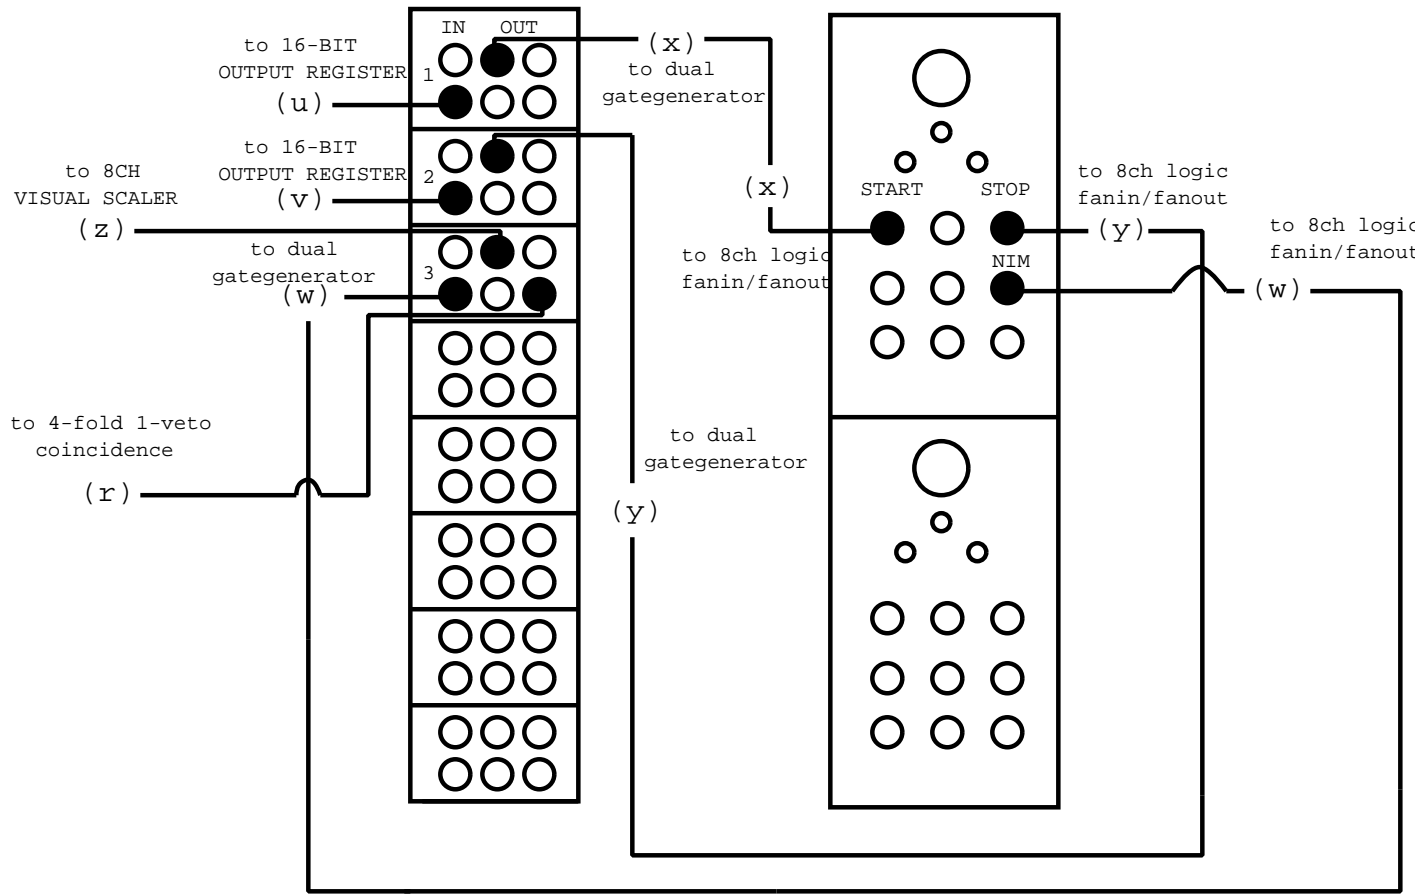 IN OUT
to 16-BIT
OUTPUT REGISTER
1
(u)
(x)
to dual
gategenerator
to 16-BIT
OUTPUT REGISTER
2
(v)
to 8CH
VISUAL SCALER
(z)
to dual
gategenerator
3
(w)
(x)
START STOP
to 8ch logic
fanin/fanout
(y)
to 8ch logic
fanin/fanout
NIM
to 8ch logic
fanin/fanout
(w)
to 4-fold 1-veto
coincidence
(r)
to dual
gategenerator
(y)